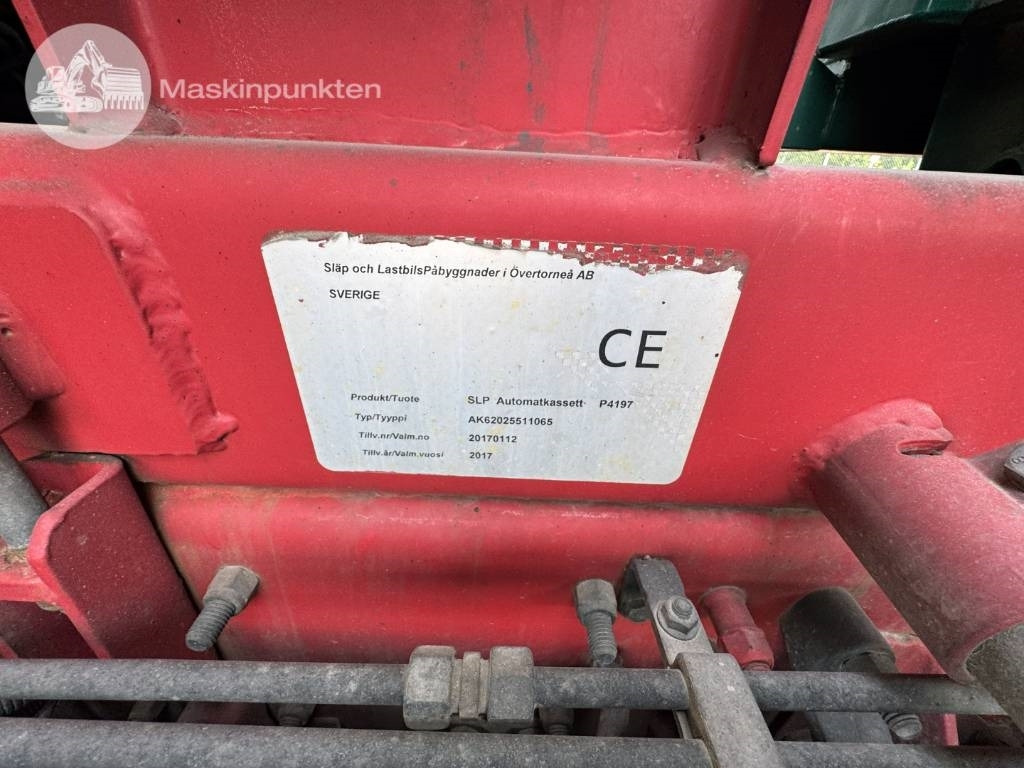 Maskinpunkten
Släp och LastbilsPåbyggnader i Övertorneå AB
SVERIGE
CE
Produkt/Tuote SLP Automatkassett P4197
Typ/Tyyppi AK62025511065
Tillv.nr/Valm.no 20170112
Tillv.år/Valm.vuosi 2017